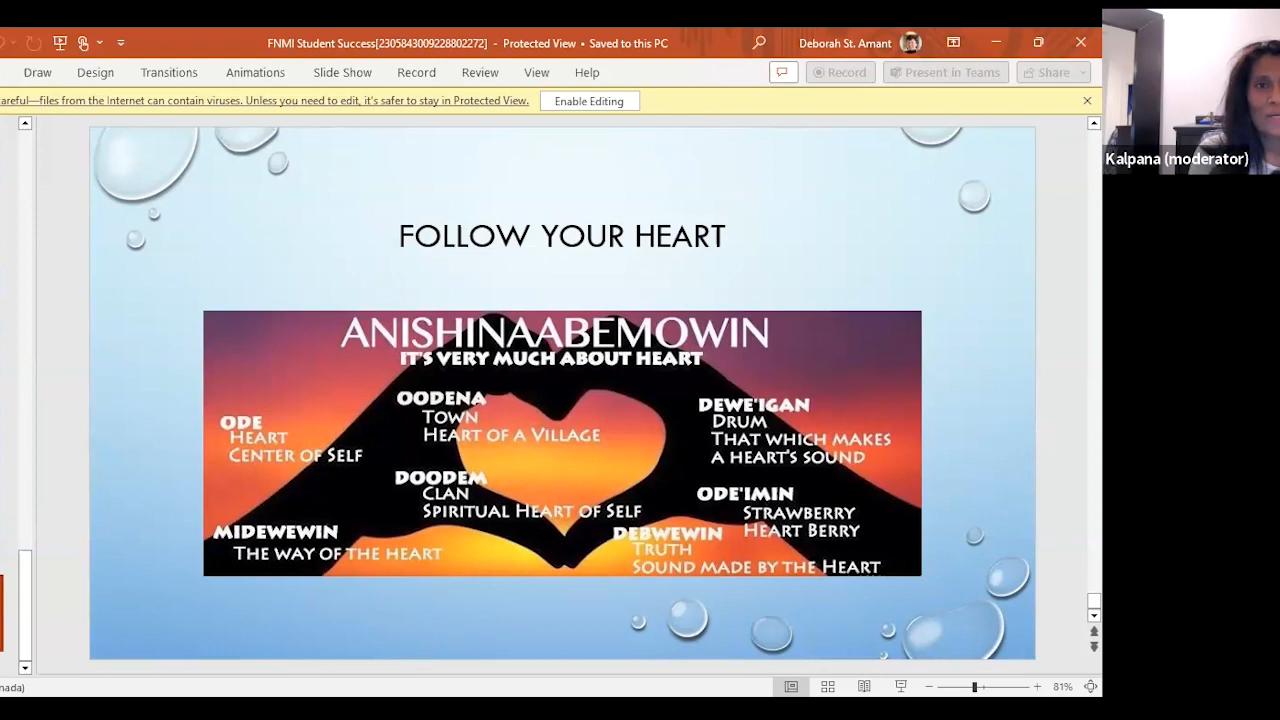 FNMI Student Success[2305843009228802272] - Protected View • Saved to this PC
Deborah St. Amant
Draw Design Transitions Animations Slide Show Record Review View Help
Record Present in Teams Share
careful—files from the Internet can contain viruses. Unless you need to edit, it's safer to stay in Protected View. Enable Editing
Kalpana (moderator)
FOLLOW YOUR HEART
ANISHINAABEMOWIN
IT'S VERY MUCH ABOUT HEART
ODE
HEART
CENTER OF SELF
OODENA
TOWN
HEART OF A VILLAGE
DEWE'IGAN
DRUM
THAT WHICH MAKES
A HEART'S SOUND
DOODEM
CLAN
SPIRITUAL HEART OF SELF
ODE'IMIN
STRAWBERRY
HEART BERRY
MIDEWEWIN
THE WAY OF THE HEART
DEBWEWIN
TRUTH
SOUND MADE BY THE HEART
nada)
81%